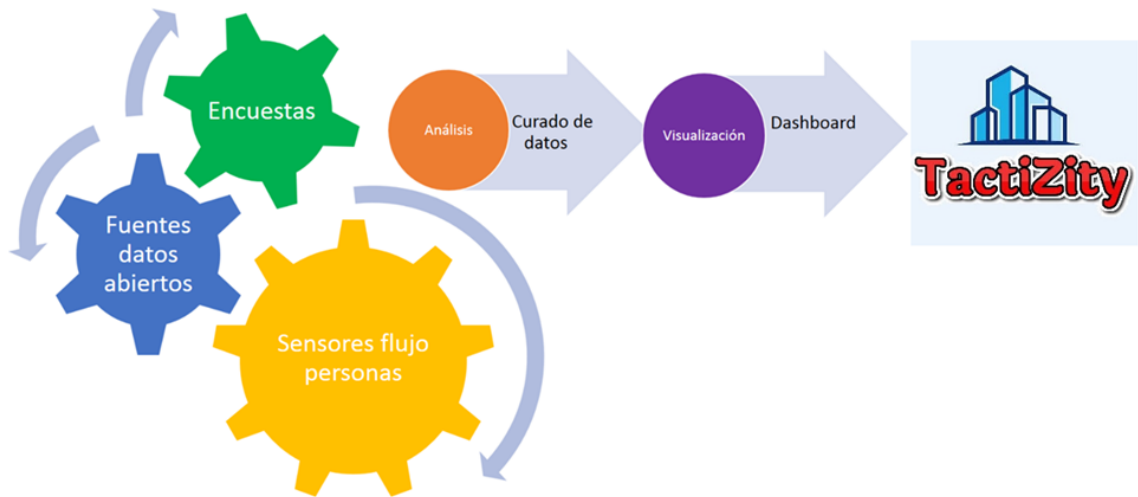 Encuestas
Fuentes
datos
abiertos
Sensores flujo
personas
Análisis
Curado de
datos
Visualización
Dashboard
TactiZity